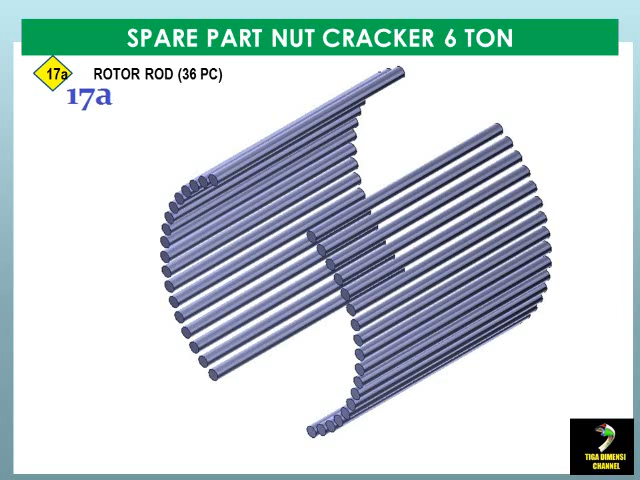 SPARE PART NUT CRACKER 6 TON
17a ROTOR ROD (36 PC)
17a
TIGA DIMENSI
CHANNEL